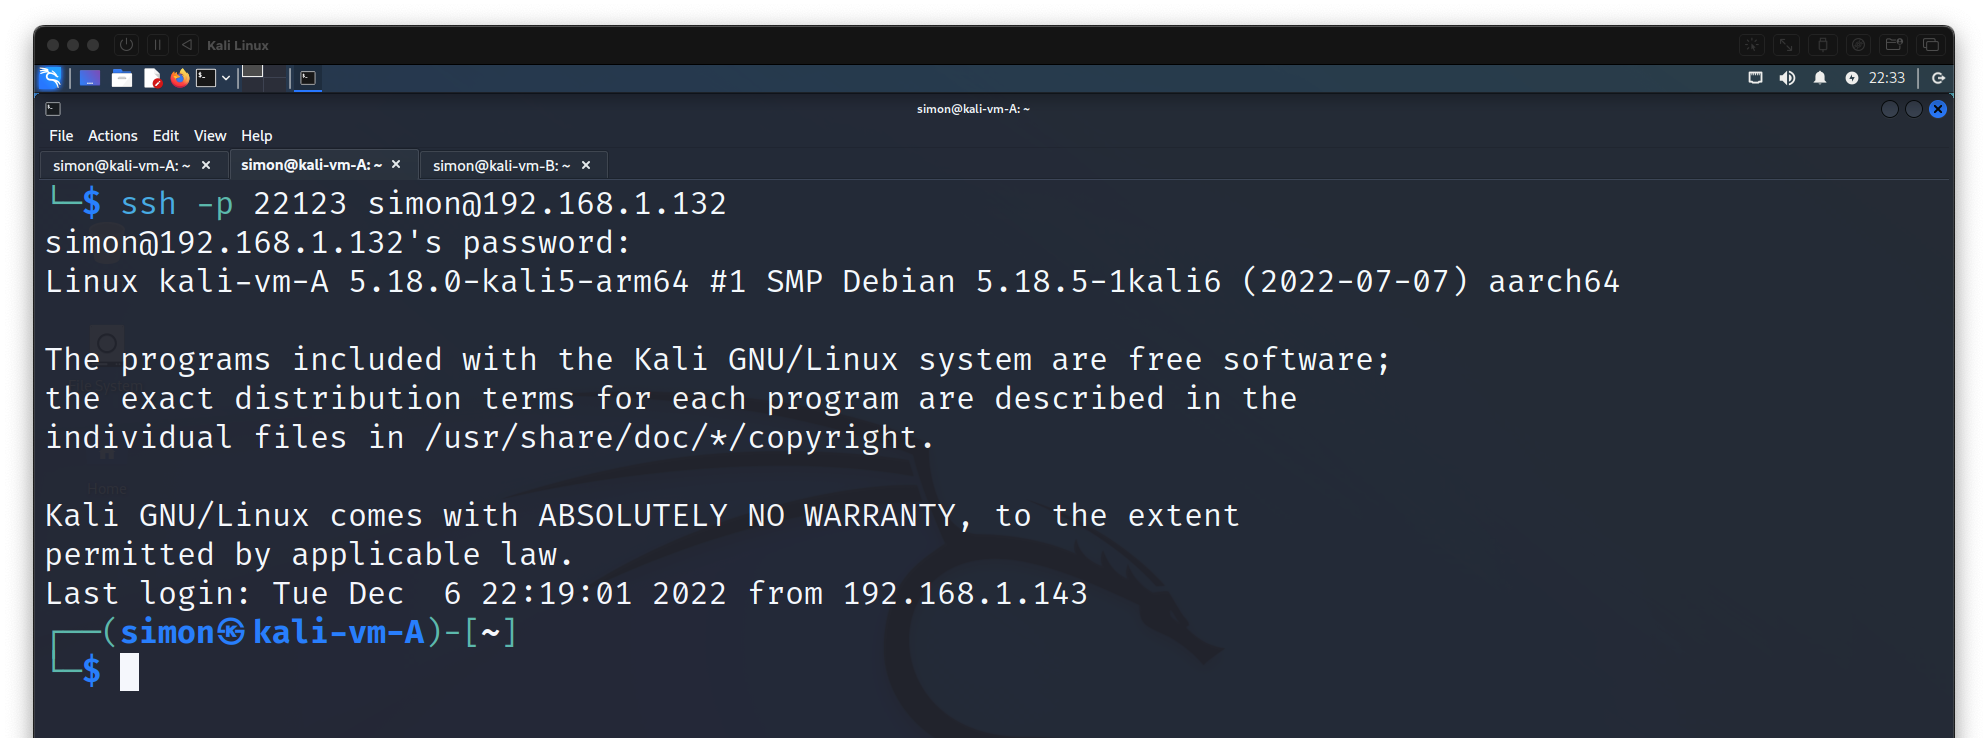 Kali Linux
22:33
simon@kali-vm-A: ~
File Actions Edit View Help
simon@kali-vm-A: ~ × simon@kali-vm-A: ~ × simon@kali-vm-B: ~ ×
└─$ ssh -p 22123 simon@192.168.1.132
simon@192.168.1.132's password:
Linux kali-vm-A 5.18.0-kali5-arm64 #1 SMP Debian 5.18.5-1kali6 (2022-07-07) aarch64
The programs included with the Kali GNU/Linux system are free software;
the exact distribution terms for each program are described in the
individual files in /usr/share/doc/*/copyright.
Home
Kali GNU/Linux comes with ABSOLUTELY NO WARRANTY, to the extent
permitted by applicable law.
Last login: Tue Dec  6 22:19:01 2022 from 192.168.1.143
┌──(simon㉿kali-vm-A)-[~]
└─$